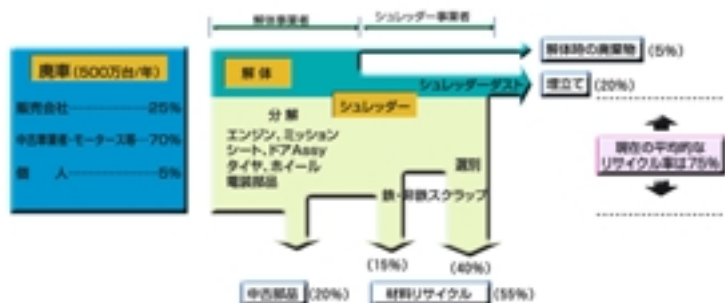 解体事業者
シュレッダー事業者
廃車(500万台/年)
販売会社 25%
中古車業者・モータース等 70%
個 人 5%
解 体
分 解
エンジン、ミッション
シート、ドアAssy
タイヤ、ホイール
電装部品
シュレッダー
シュレッダーダスト
選別
鉄・非鉄スクラップ
解体時の廃棄物 (5%)
埋立て (20%)
現在の平均的な
リサイクル率は75%
(15%)
(40%)
中古部品 (20%)
材料リサイクル (55%)